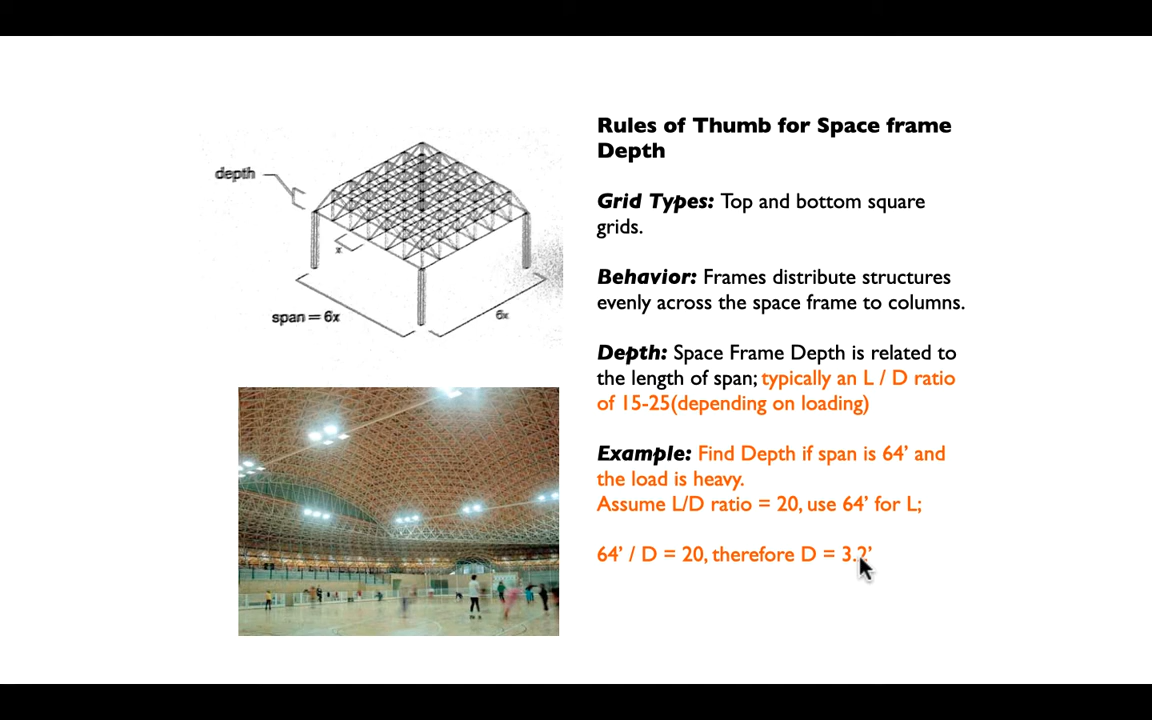 Rules of Thumb for Space frame
Depth
depth
Grid Types: Top and bottom square
grids.
x
Behavior: Frames distribute structures
evenly across the space frame to columns.
span = 6x
6x
Depth: Space Frame Depth is related to
the length of span; typically an L / D ratio
of 15-25(depending on loading)
Example: Find Depth if span is 64’ and
the load is heavy.
Assume L/D ratio = 20, use 64’ for L;
64’ / D = 20, therefore D = 3.2’